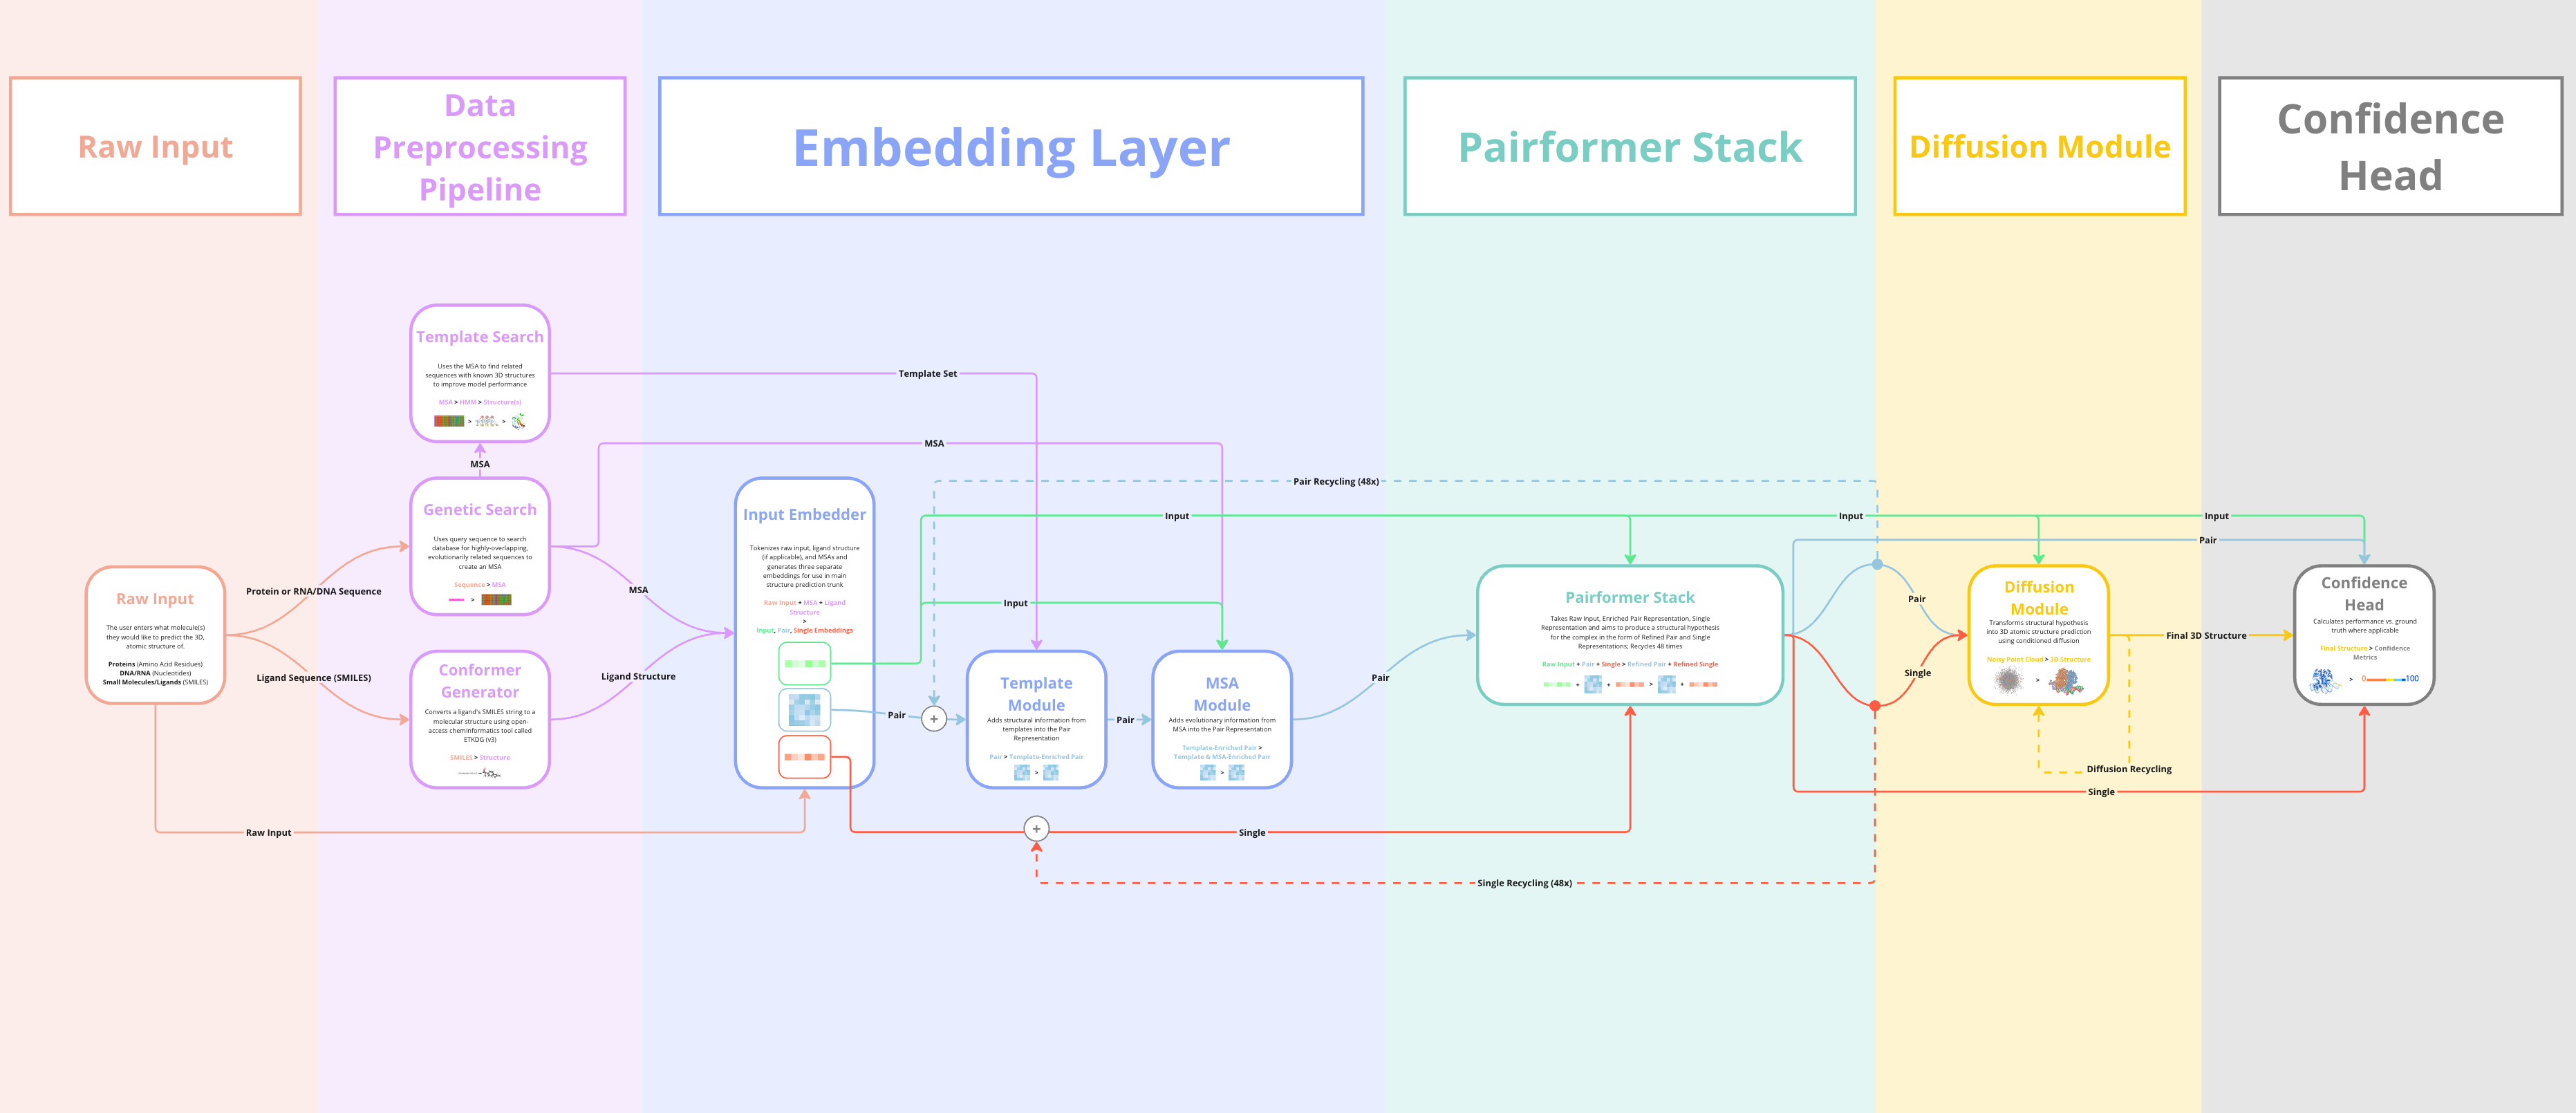 Raw Input
Data
Preprocessing
Pipeline
Embedding Layer
Pairformer Stack
Diffusion Module
Confidence
Head
Template Search
Uses the MSA to find related
sequences with known 3D structures
to improve model performance
MSA > HMM > Structure(s)
> >
Template Set
MSA
MSA
Genetic Search
Uses query sequence to search
database for highly-overlapping,
evolutionarily related sequences to
create an MSA
Sequence > MSA
>
Protein or RNA/DNA Sequence
MSA
Raw Input
The user enters what molecule(s)
they would like to predict the 3D,
atomic structure of.
Proteins (Amino Acid Residues)
DNA/RNA (Nucleotides)
Small Molecules/Ligands (SMILES)
Ligand Sequence (SMILES)
Ligand Structure
Conformer
Generator
Converts a ligand's SMILES string to a
molecular structure using open-
access cheminformatics tool called
ETKDG (v3)
SMILES > Structure
Raw Input
Input Embedder
Tokenizes raw input, ligand structure
(if applicable), and MSAs and
generates three separate
embeddings for use in main
structure prediction trunk
Raw Input + MSA + Ligand
Structure
>
Input, Pair, Single Embeddings
Pair
+
Input
Template
Module
Adds structural information from
templates into the Pair
Representation
Pair > Template-Enriched Pair
>
Pair
MSA
Module
Adds evolutionary information from
MSA into the Pair Representation
Template-Enriched Pair >
Template & MSA-Enriched Pair
>
+
Single
Single Recycling (48x)
Pair Recycling (48x)
Input
Input
Input
Pair
Pair
Pairformer Stack
Takes Raw Input, Enriched Pair Representation, Single
Representation and aims to produce a structural hypothesis
for the complex in the form of Refined Pair and Single
Representations; Recycles 48 times
Raw Input + Pair + Single > Refined Pair + Refined Single
+ + > +
Pair
Single
Diffusion
Module
Transforms structural hypothesis
into 3D atomic structure prediction
using conditioned diffusion
Noisy Point Cloud > 3D Structure
>
Diffusion Recycling
Single
Final 3D Structure
Confidence
Head
Calculates performance vs. ground
truth where applicable
Final Structure > Confidence
Metrics
> 0 100